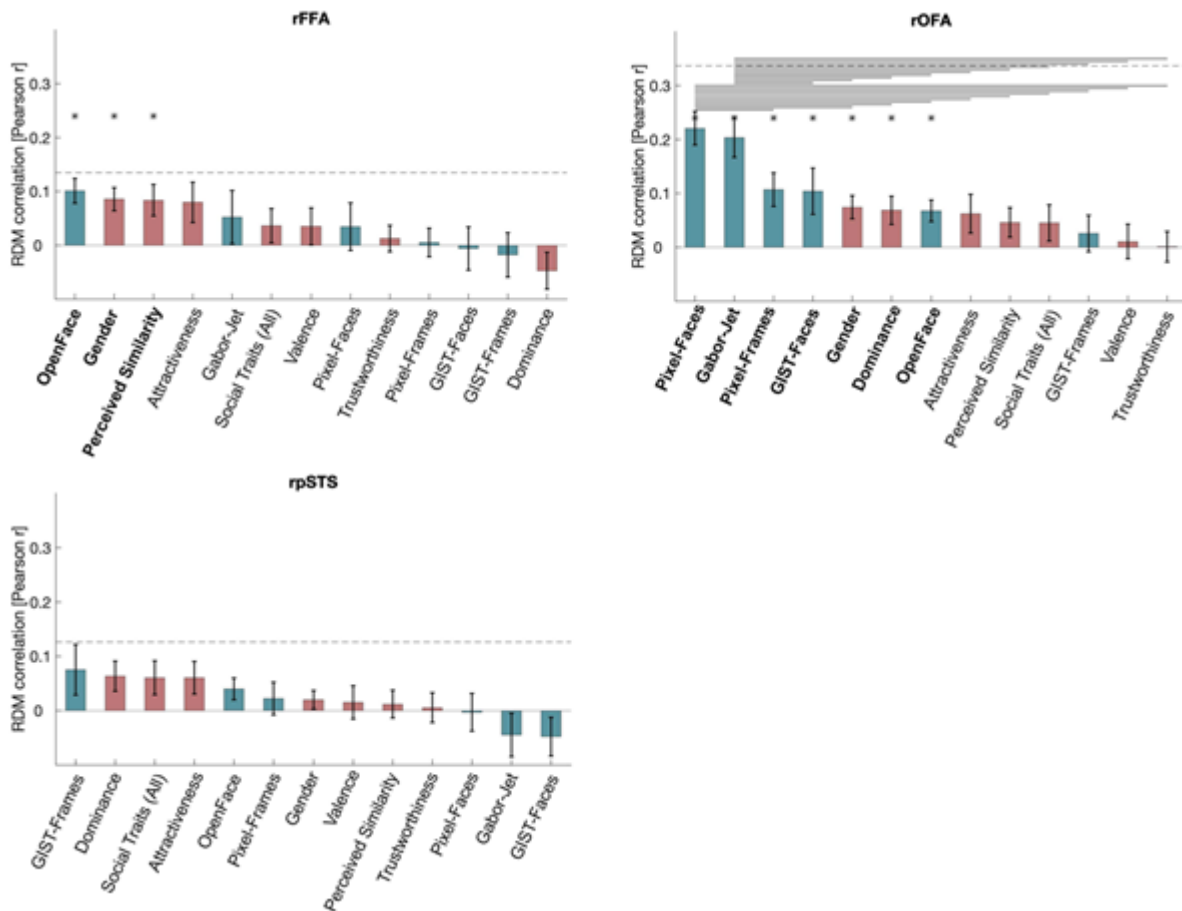 rFFA
RDM correlation [Pearson r]
0.3
0.2
0.1
0
* * *
OpenFace
Gender
Perceived Similarity
Attractiveness
Gabor-Jet
Social Traits (All)
Valence
Pixel-Faces
Trustworthiness
Pixel-Frames
GIST-Faces
GIST-Frames
Dominance
rOFA
RDM correlation [Pearson r]
0.3
0.2
0.1
0
* * * * * * *
Pixel-Faces
Gabor-Jet
Pixel-Frames
GIST-Faces
Gender
Dominance
OpenFace
Attractiveness
Perceived Similarity
Social Traits (All)
GIST-Frames
Valence
Trustworthiness
rpSTS
RDM correlation [Pearson r]
0.3
0.2
0.1
0
GIST-Frames
Dominance
Social Traits (All)
Attractiveness
OpenFace
Pixel-Frames
Gender
Valence
Perceived Similarity
Trustworthiness
Pixel-Faces
Gabor-Jet
GIST-Faces